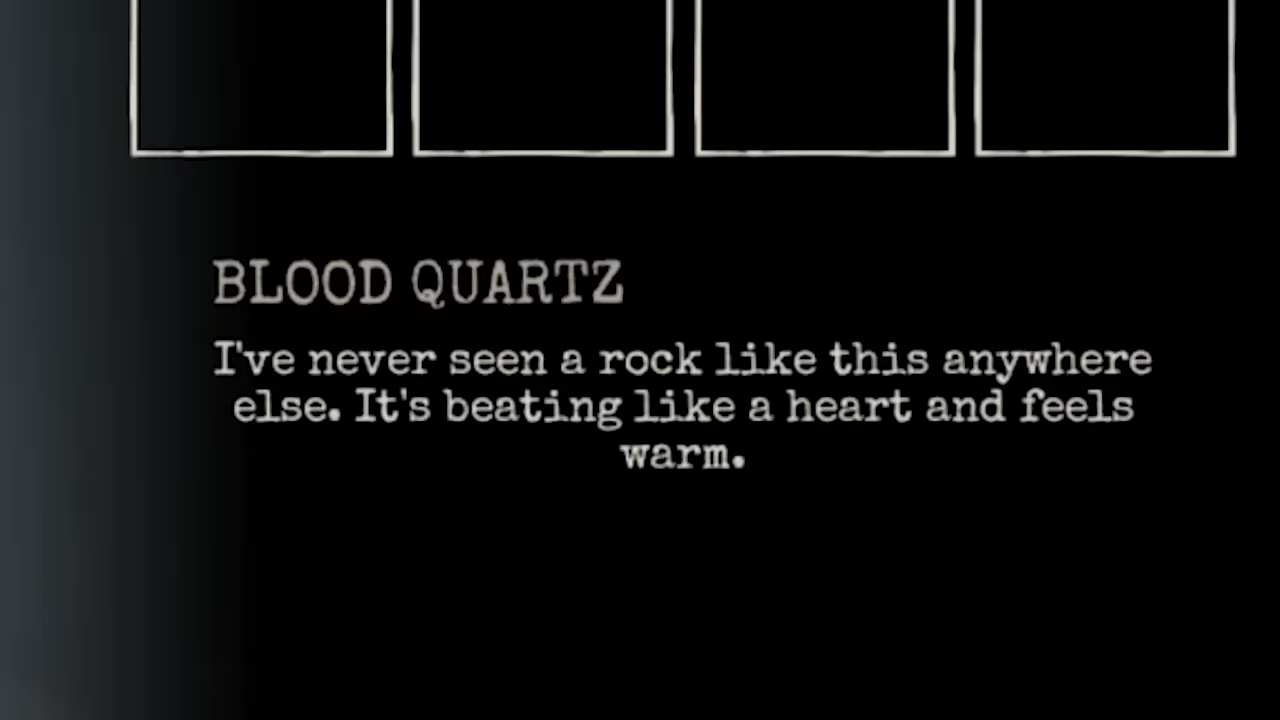 BLOOD QUARTZ
I've never seen a rock like this anywhere
else. It's beating like a heart and feels
warm.